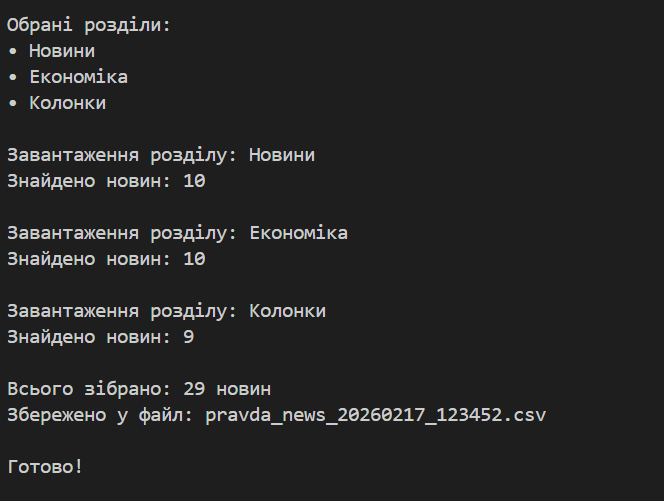 Обрані розділи:
• Новини
• Економіка
• Колонки
Завантаження розділу: Новини
Знайдено новин: 10
Завантаження розділу: Економіка
Знайдено новин: 10
Завантаження розділу: Колонки
Знайдено новин: 9
Всього зібрано: 29 новин
Збережено у файл: pravda_news_20260217_123452.csv
Готово!